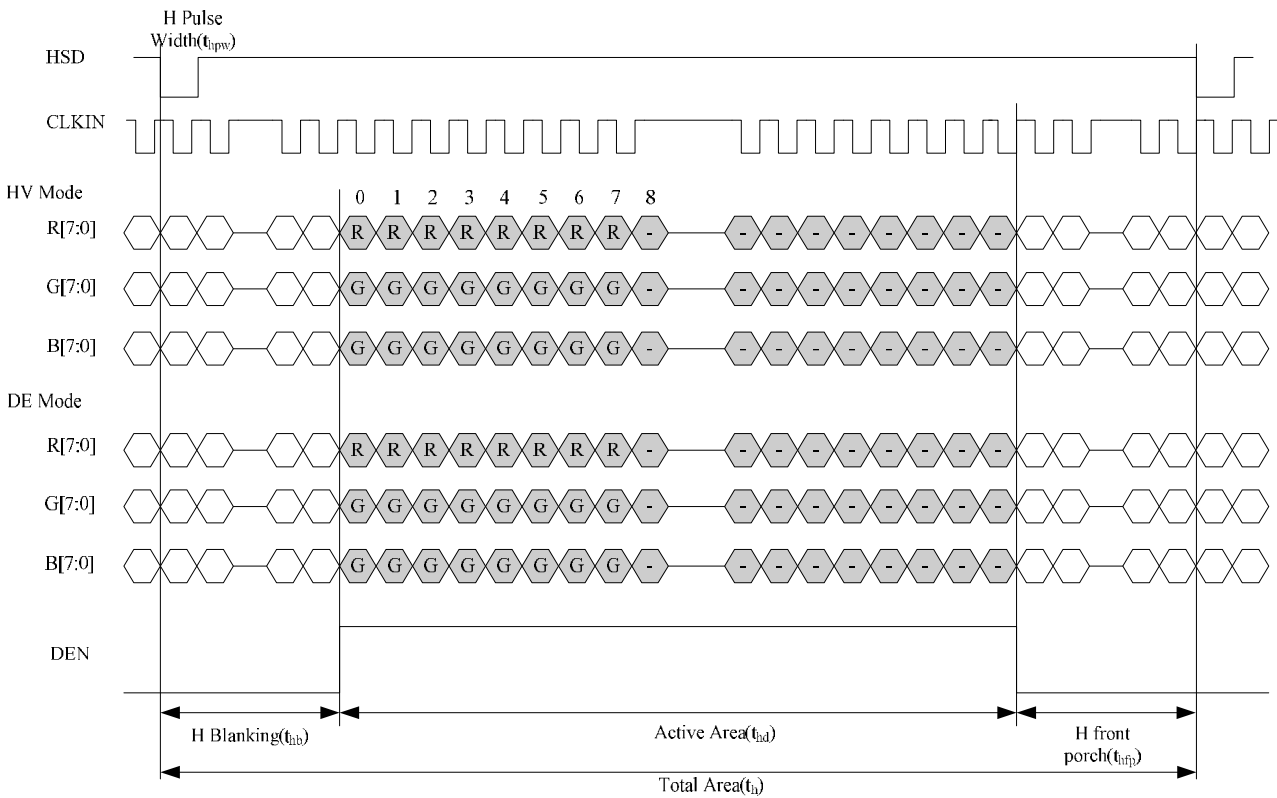 H Pulse
Width(thpw)
HSD
CLKIN
HV Mode
0 1 2 3 4 5 6 7 8
R[7:0] R R R R R R R R - - - - - - - - -
G[7:0] G G G G G G G G - - - - - - - - -
B[7:0] G G G G G G G G - - - - - - - - -
DE Mode
R[7:0] R R R R R R R R - - - - - - - - -
G[7:0] G G G G G G G G - - - - - - - - -
B[7:0] G G G G G G G G - - - - - - - - -
DEN
H Blanking(thb)
Active Area(thd)
H front
porch(thfp)
Total Area(th)